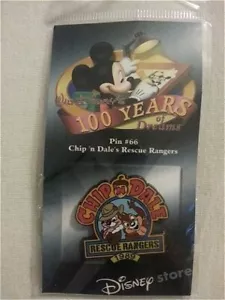 100 YEARS
of Dreams
Pin #66
Chip 'n Dale's Rescue Rangers
CHIP 'N DALE
RESCUE RANGERS
1989
DISNEY store